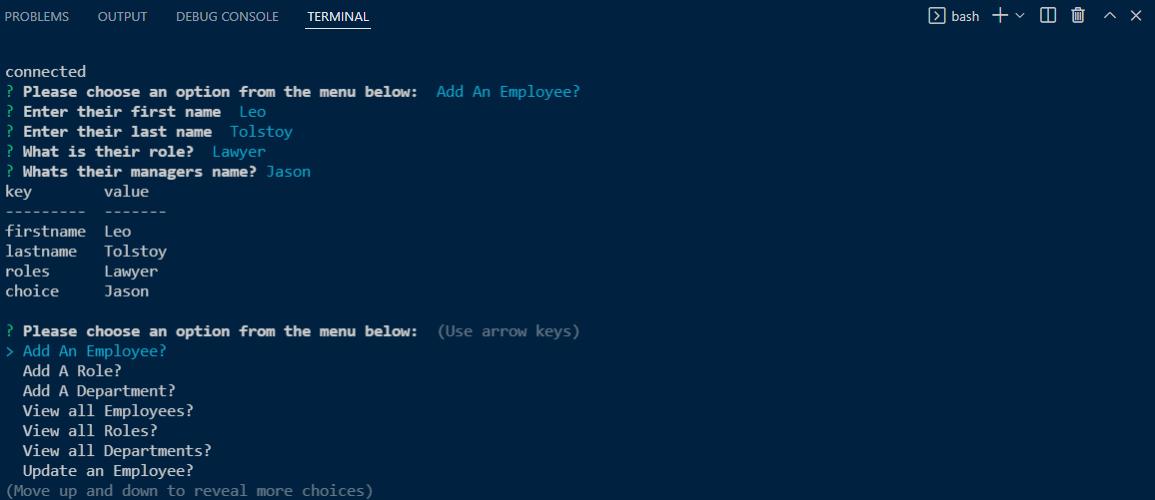 PROBLEMS OUTPUT DEBUG CONSOLE TERMINAL bash
connected
? Please choose an option from the menu below: Add An Employee?
? Enter their first name Leo
? Enter their last name Tolstoy
? What is their role? Lawyer
? Whats their managers name? Jason
key value
--------- -------
firstname Leo
lastname Tolstoy
roles Lawyer
choice Jason
? Please choose an option from the menu below: (Use arrow keys)
> Add An Employee?
Add A Role?
Add A Department?
View all Employees?
View all Roles?
View all Departments?
Update an Employee?
(Move up and down to reveal more choices)